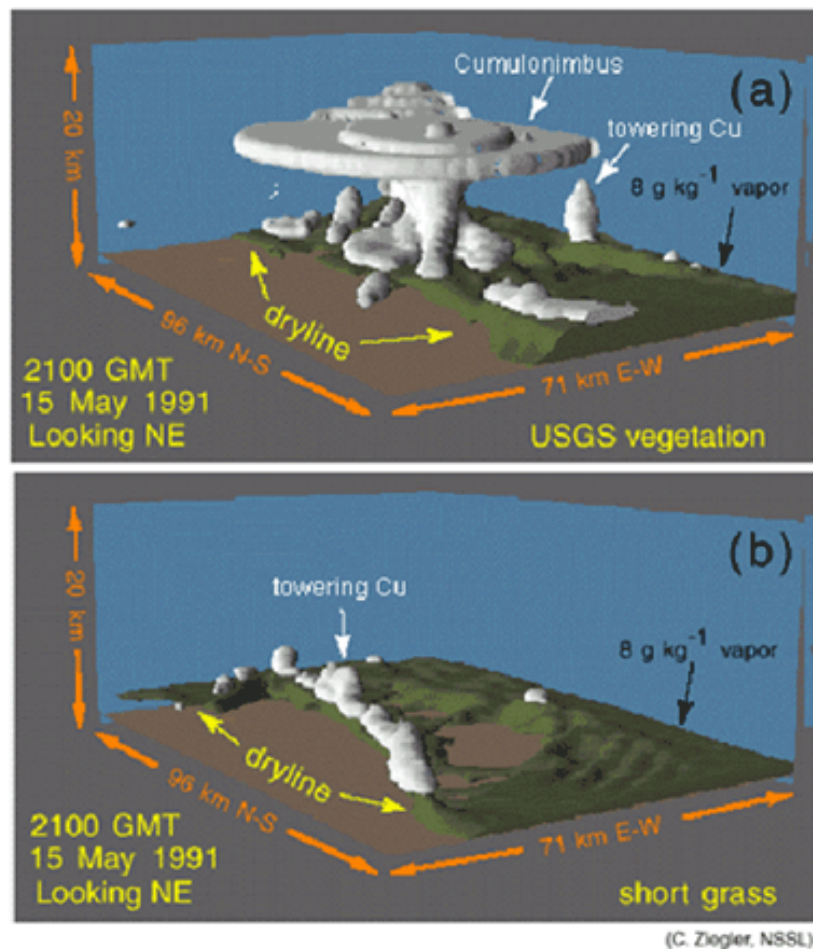 (a)
Cumulonimbus
towering Cu
8 g kg⁻¹ vapor
20 km
dryline
96 km N-S
71 km E-W
2100 GMT
15 May 1991
Looking NE
USGS vegetation
(b)
towering Cu
8 g kg⁻¹ vapor
20 km
dryline
96 km N-S
71 km E-W
2100 GMT
15 May 1991
Looking NE
short grass
(C. Ziegler, NSSL)